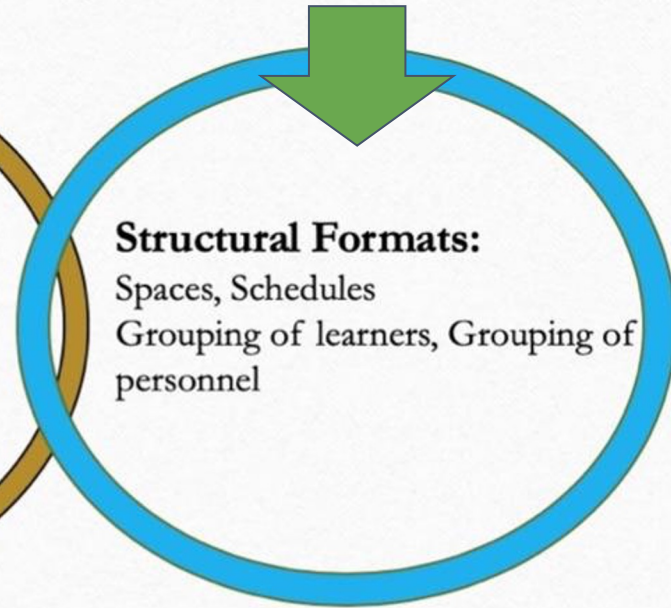 Structural Formats:
Spaces, Schedules
Grouping of learners, Grouping of
personnel